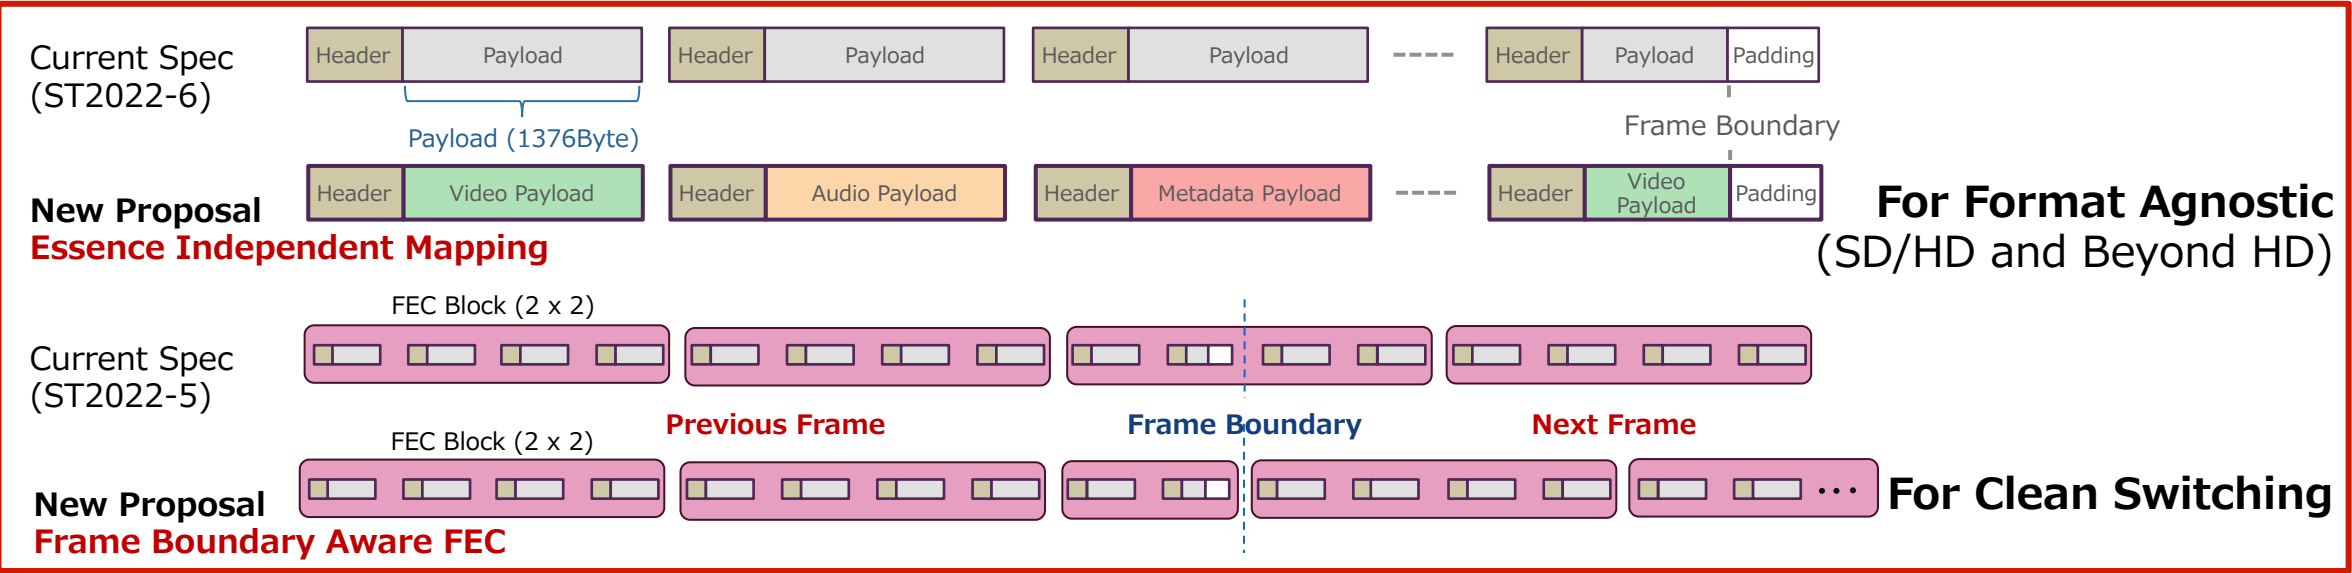 Current Spec
(ST2022-6)
Header Payload Header Payload Header Payload ---- Header Payload Padding
Payload (1376Byte)
Frame Boundary
New Proposal
Essence Independent Mapping
Header Video Payload Header Audio Payload Header Metadata Payload ---- Header Video Payload Padding
For Format Agnostic
(SD/HD and Beyond HD)
FEC Block (2 x 2)
Current Spec
(ST2022-5)
Previous Frame Frame Boundary Next Frame
FEC Block (2 x 2)
New Proposal
Frame Boundary Aware FEC
...
For Clean Switching